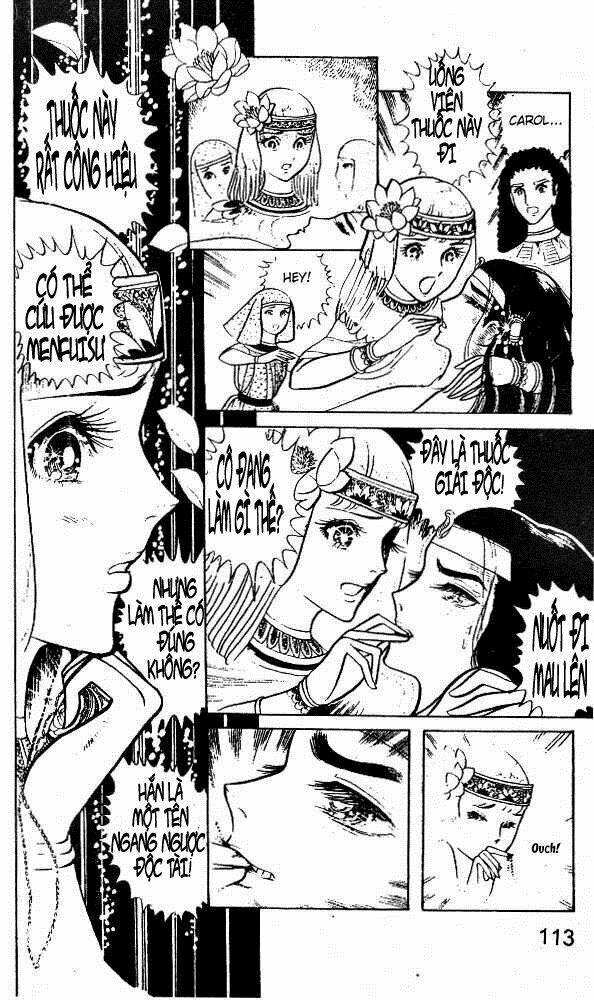 UỐNG
VIÊN
THUỐC NÀY
ĐI
CAROL...
HEY!
THUỐC NÀY
RẤT CÔNG HIỆU
CÓ THỂ
CỨU ĐƯỢC
MENFUISƯ
NHƯNG
LÀM THẾ CÓ
ĐÚNG
KHÔNG?
HẮN LÀ
MỘT TÊN
NGANG NGƯỢC
ĐỘC TÀI!
ĐÂY LÀ THUỐC
GIẢI ĐỘC!
CÔ ĐANG
LÀM GÌ THẾ?
NUỐT ĐI
MAU LÊN
Ouch!
113